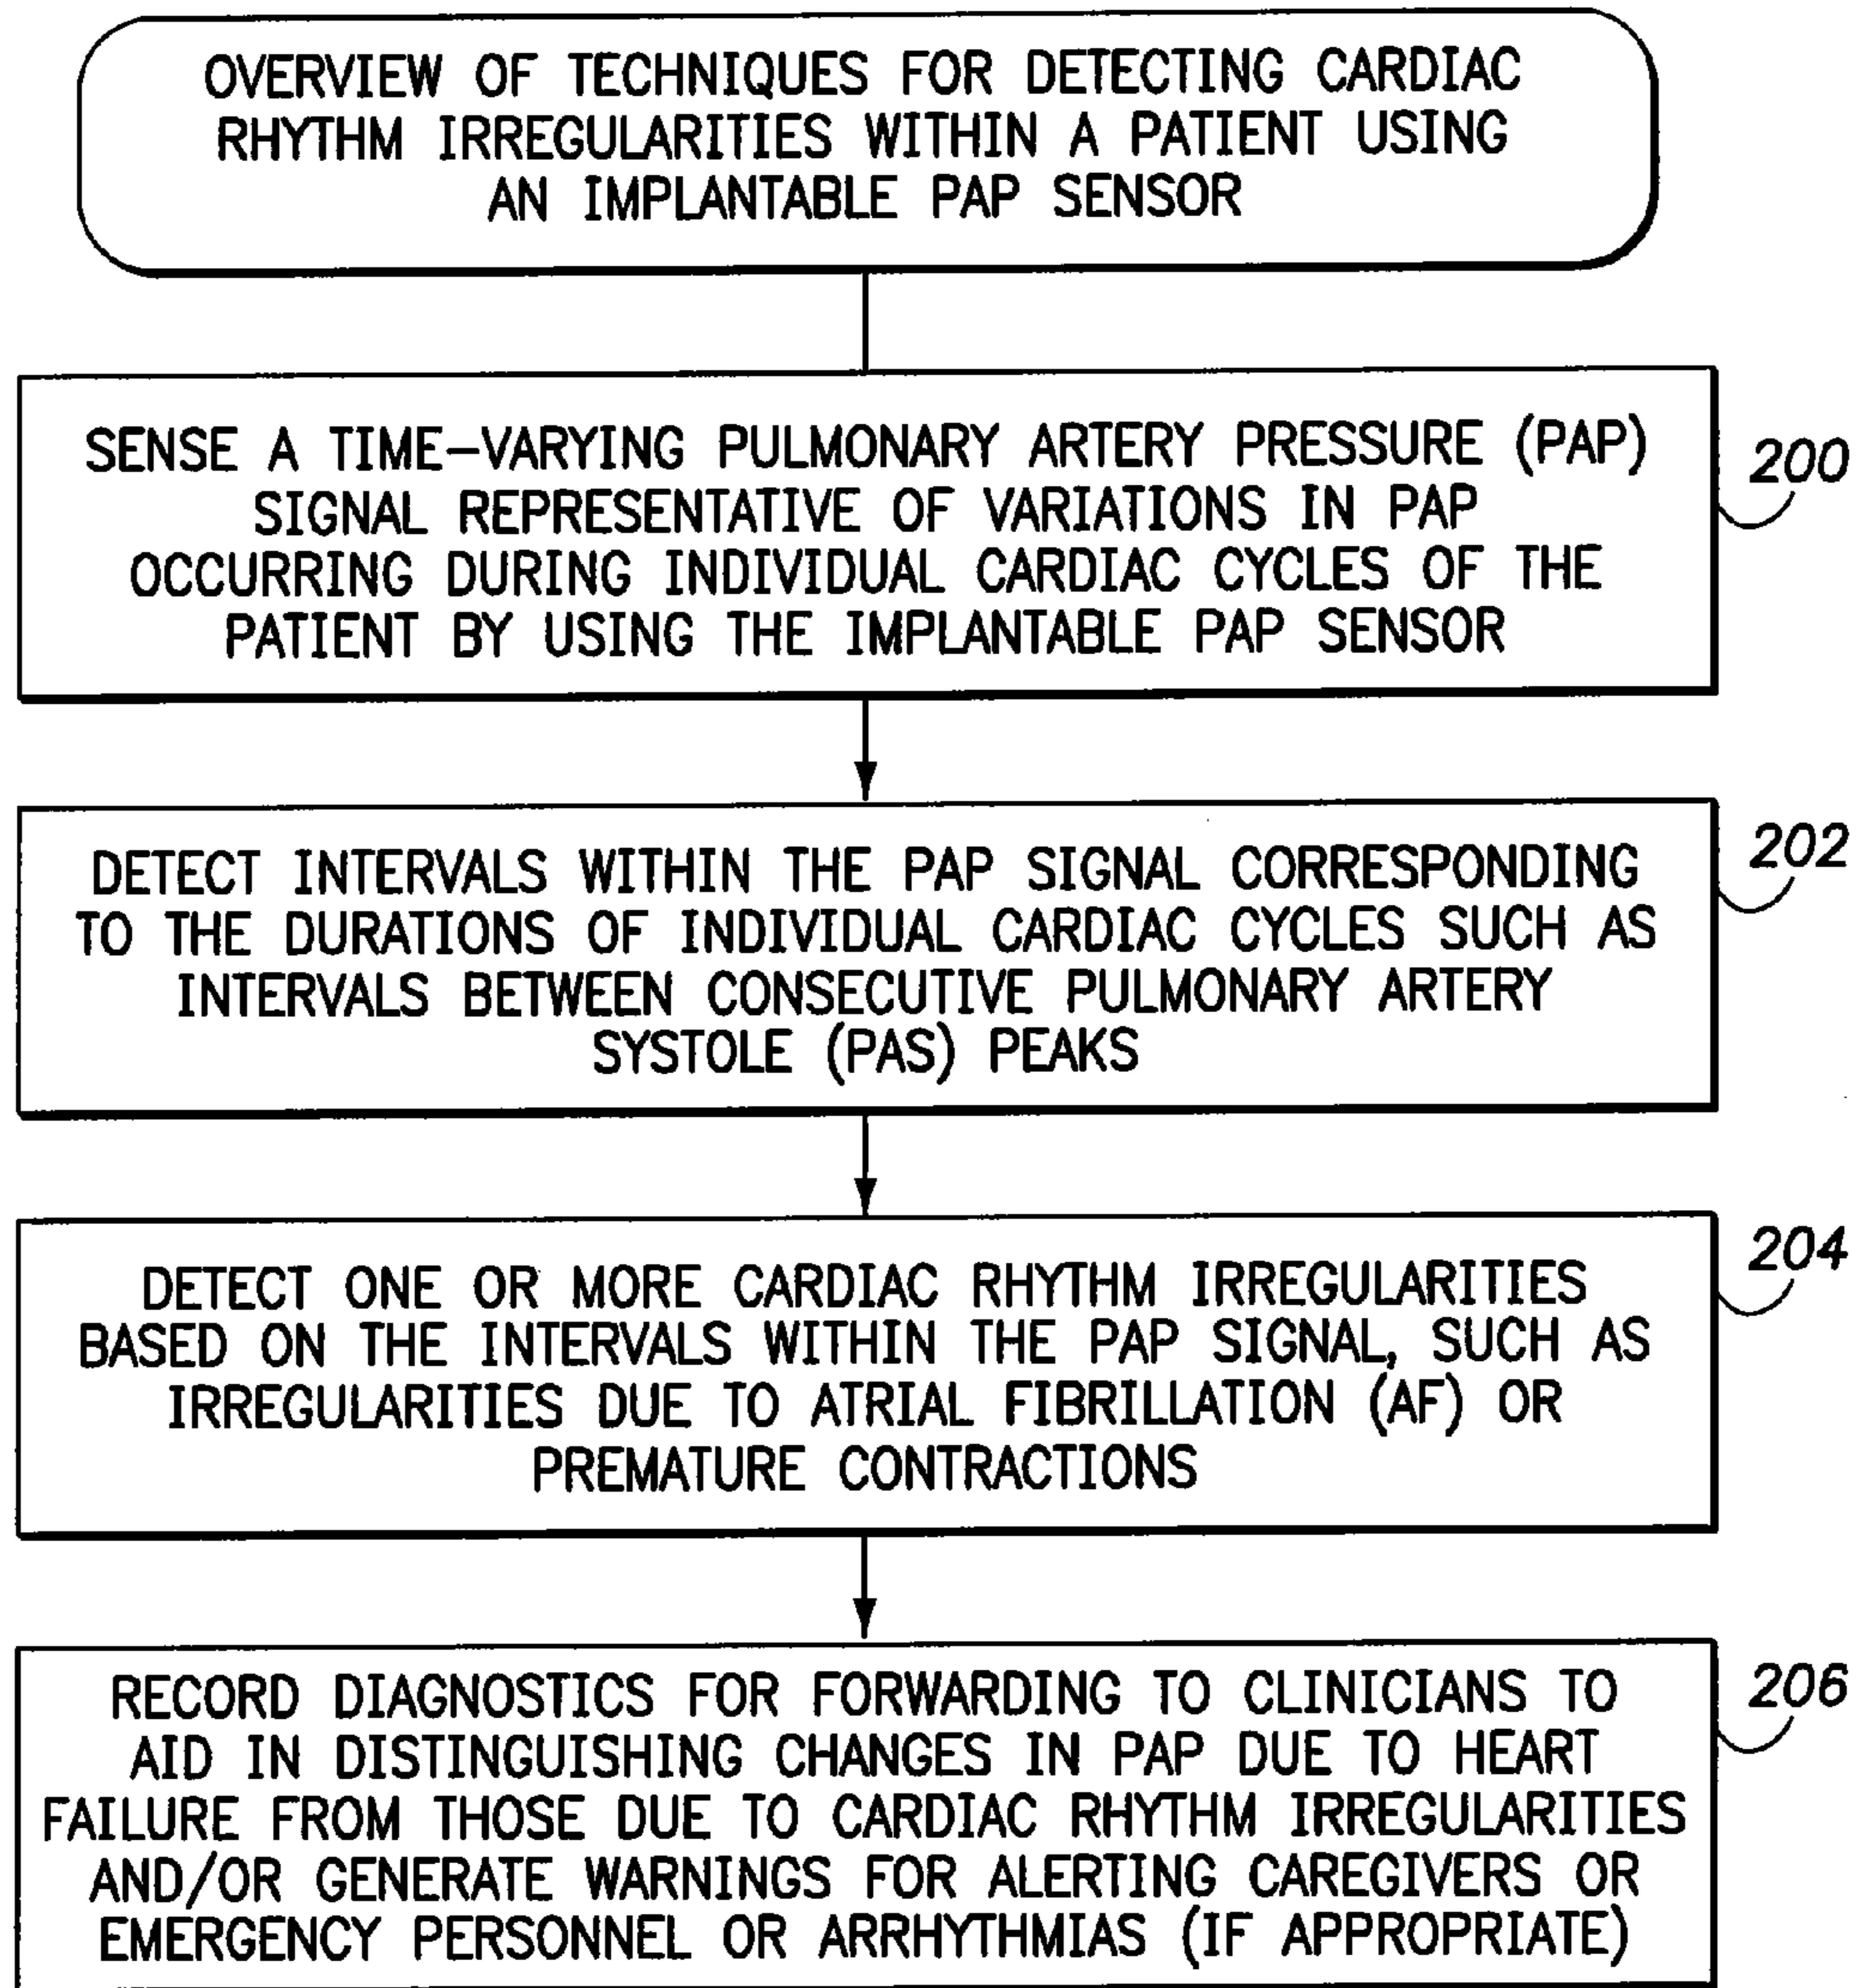 OVERVIEW OF TECHNIQUES FOR DETECTING CARDIAC
RHYTHM IRREGULARITIES WITHIN A PATIENT USING
AN IMPLANTABLE PAP SENSOR
SENSE A TIME-VARYING PULMONARY ARTERY PRESSURE (PAP)
SIGNAL REPRESENTATIVE OF VARIATIONS IN PAP
OCCURRING DURING INDIVIDUAL CARDIAC CYCLES OF THE
PATIENT BY USING THE IMPLANTABLE PAP SENSOR
200
DETECT INTERVALS WITHIN THE PAP SIGNAL CORRESPONDING
TO THE DURATIONS OF INDIVIDUAL CARDIAC CYCLES SUCH AS
INTERVALS BETWEEN CONSECUTIVE PULMONARY ARTERY
SYSTOLE (PAS) PEAKS
202
DETECT ONE OR MORE CARDIAC RHYTHM IRREGULARITIES
BASED ON THE INTERVALS WITHIN THE PAP SIGNAL, SUCH AS
IRREGULARITIES DUE TO ATRIAL FIBRILLATION (AF) OR
PREMATURE CONTRACTIONS
204
RECORD DIAGNOSTICS FOR FORWARDING TO CLINICIANS TO
AID IN DISTINGUISHING CHANGES IN PAP DUE TO HEART
FAILURE FROM THOSE DUE TO CARDIAC RHYTHM IRREGULARITIES
AND/OR GENERATE WARNINGS FOR ALERTING CAREGIVERS OR
EMERGENCY PERSONNEL OR ARRHYTHMIAS (IF APPROPRIATE)
206